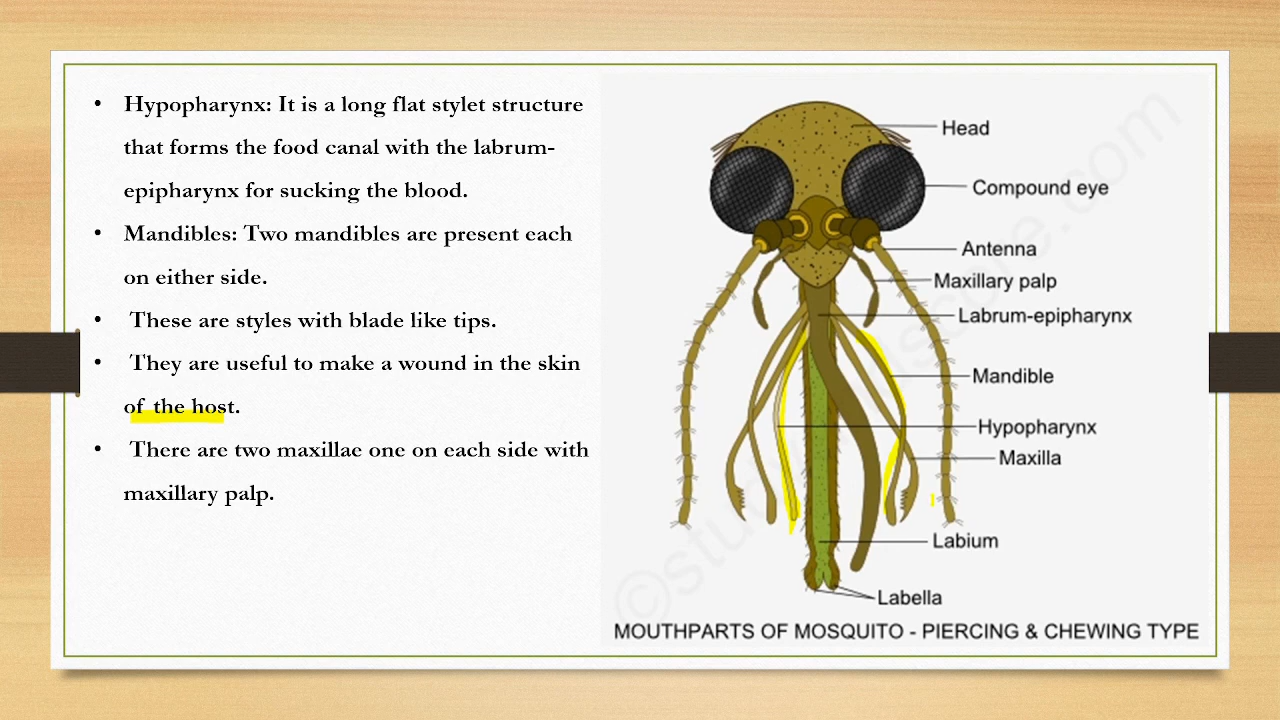 • Hypopharynx: It is a long flat stylet structure
that forms the food canal with the labrum-
epipharynx for sucking the blood.
• Mandibles: Two mandibles are present each
on either side.
• These are styles with blade like tips.
• They are useful to make a wound in the skin
of the host.
• There are two maxillae one on each side with
maxillary palp.
Head
Compound eye
Antenna
Maxillary palp
Labrum-epipharynx
Mandible
Hypopharynx
Maxilla
Labium
Labella
MOUTHPARTS OF MOSQUITO - PIERCING & CHEWING TYPE